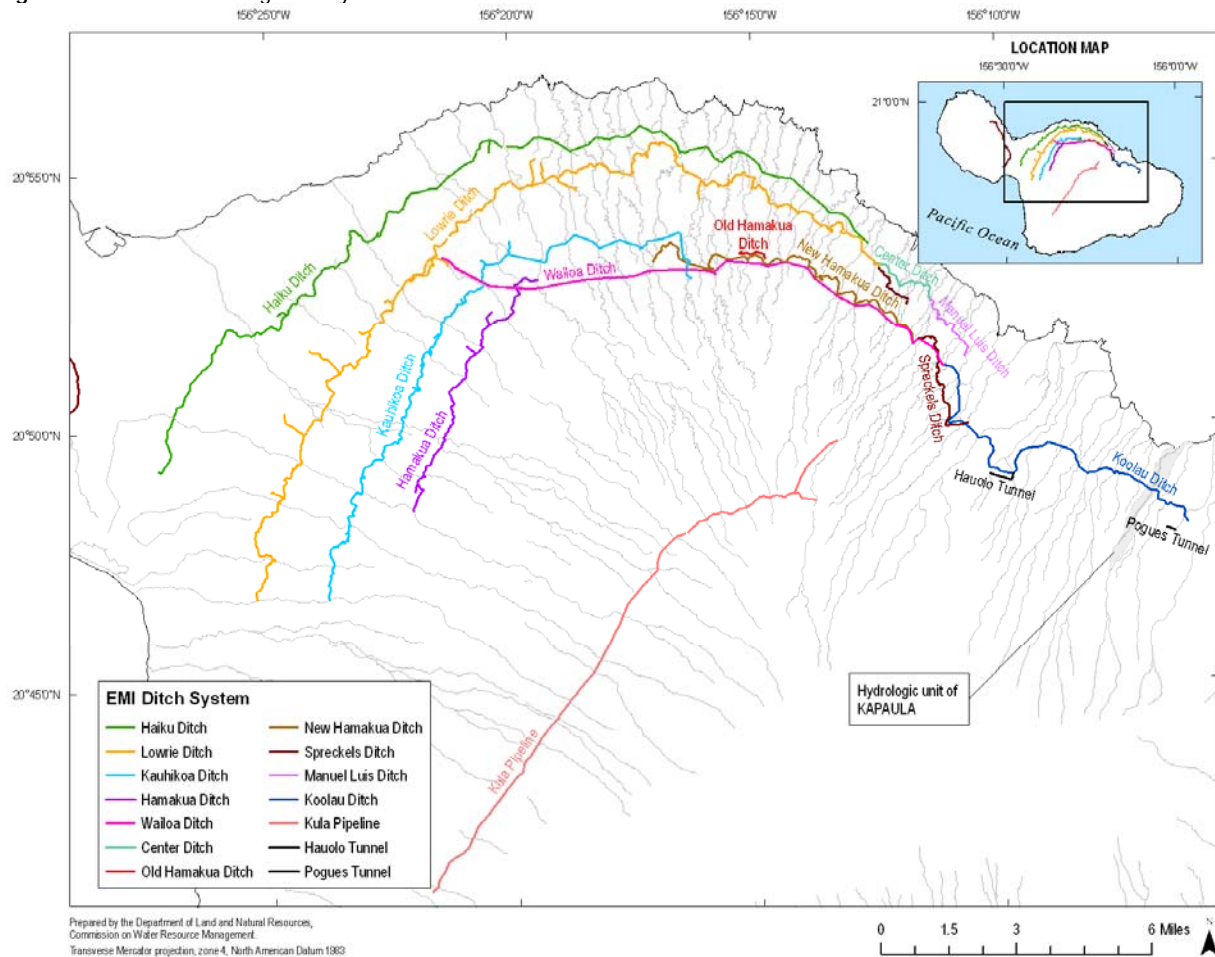 156°25'0"W
156°20'0"W
156°15'0"W
156°10'0"W
LOCATION MAP
156°30'0"W
156°0'0"W
21°0'0"N
Pacific Ocean
20°55'0"N
20°50'0"N
20°45'0"N
Haiku Ditch
Lowrie Ditch
Kauhikoa Ditch
Hamakua Ditch
Wailoa Ditch
Old Hamakua
Ditch
New Hamakua Ditch
Center Ditch
Manuel Luis Ditch
Spreckels Ditch
Koolau Ditch
Hauolo Tunnel
Pogues Tunnel
Kula Pipeline
Hydrologic unit of
KAPAULA
EMI Ditch System
Haiku Ditch
Lowrie Ditch
Kauhikoa Ditch
Hamakua Ditch
Wailoa Ditch
Center Ditch
Old Hamakua Ditch
New Hamakua Ditch
Spreckels Ditch
Manuel Luis Ditch
Koolau Ditch
Kula Pipeline
Hauolo Tunnel
Pogues Tunnel
Prepared by the Department of Land and Natural Resources,
Commission on Water Resource Management.
Transverse Mercator projection, zone 4, North American Datum 1983
0 1.5 3 6 Miles
N